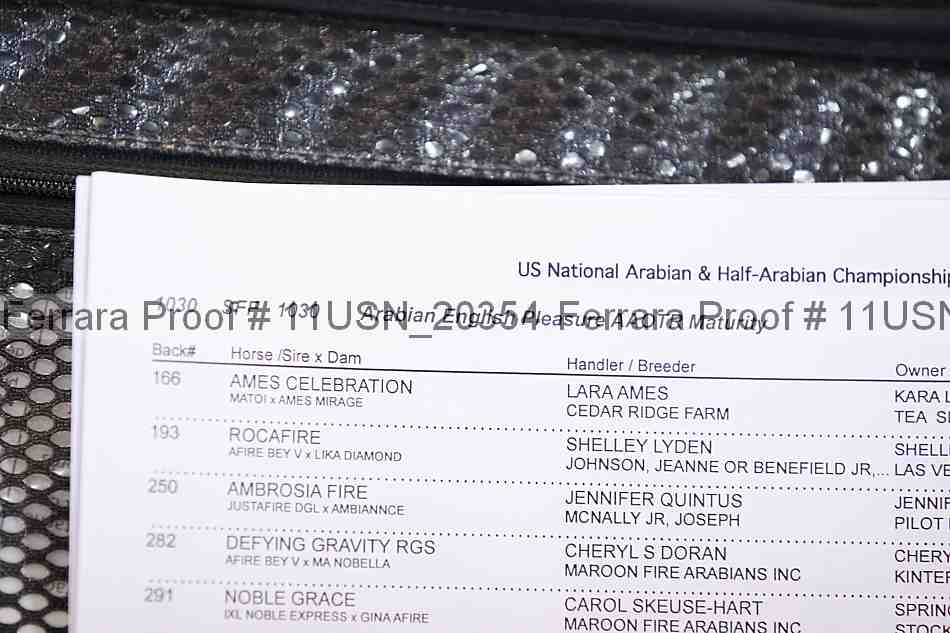 US National Arabian & Half-Arabian Championship
1030 SFF 1030 Arabian English Pleasure AAOTR Maturity
Ferrara Proof # 11USN_20354 Ferrara Proof # 11USN
Back# Horse /Sire x Dam Handler / Breeder Owner
166 AMES CELEBRATION LARA AMES KARA L
MATOI x AMES MIRAGE CEDAR RIDGE FARM TEA S
193 ROCAFIRE SHELLEY LYDEN SHELL
AFIRE BEY V x LIKA DIAMOND JOHNSON, JEANNE OR BENEFIELD JR,... LAS VE
250 AMBROSIA FIRE JENNIFER QUINTUS JENNIF
JUSTAFIRE DGL x AMBIANNCE MCNALLY JR, JOSEPH PILOT
282 DEFYING GRAVITY RGS CHERYL S DORAN CHERY
AFIRE BEY V x MA NOBELLA MAROON FIRE ARABIANS INC KINTER
291 NOBLE GRACE CAROL SKEUSE-HART SPRING
IXL NOBLE EXPRESS x GINA AFIRE MAROON FIRE ARABIANS INC STOCK